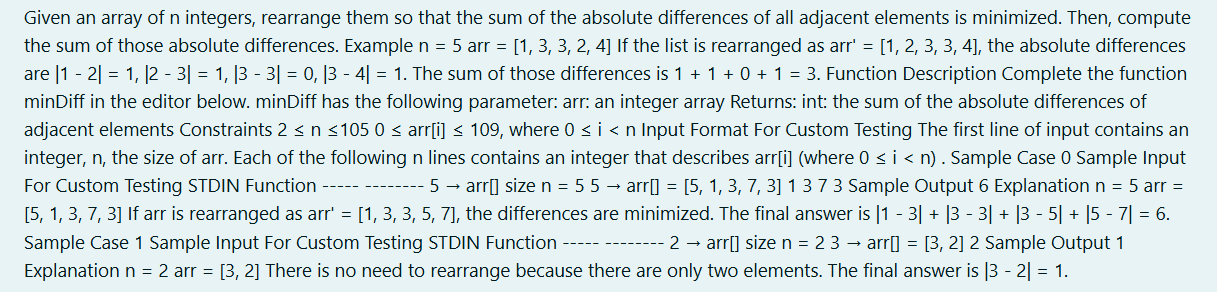 Given an array of n integers, rearrange them so that the sum of the absolute differences of all adjacent elements is minimized. Then, compute
the sum of those absolute differences. Example n = 5 arr = [1, 3, 3, 2, 4] If the list is rearranged as arr' = [1, 2, 3, 3, 4], the absolute differences
are |1 - 2| = 1, |2 - 3| = 1, |3 - 3| = 0, |3 - 4| = 1. The sum of those differences is 1 + 1 + 0 + 1 = 3. Function Description Complete the function
minDiff in the editor below. minDiff has the following parameter: arr: an integer array Returns: int: the sum of the absolute differences of
adjacent elements Constraints 2 ≤ n ≤105 0 ≤ arr[i] ≤ 109, where 0 ≤ i < n Input Format For Custom Testing The first line of input contains an
integer, n, the size of arr. Each of the following n lines contains an integer that describes arr[i] (where 0 ≤ i < n) . Sample Case 0 Sample Input
For Custom Testing STDIN Function ----- -------- 5 → arr[] size n = 5 5 → arr[] = [5, 1, 3, 7, 3] 1 3 7 3 Sample Output 6 Explanation n = 5 arr =
[5, 1, 3, 7, 3] If arr is rearranged as arr' = [1, 3, 3, 5, 7], the differences are minimized. The final answer is |1 - 3| + |3 - 3| + |3 - 5| + |5 - 7| = 6.
Sample Case 1 Sample Input For Custom Testing STDIN Function ----- -------- 2 → arr[] size n = 2 3 → arr[] = [3, 2] 2 Sample Output 1
Explanation n = 2 arr = [3, 2] There is no need to rearrange because there are only two elements. The final answer is |3 - 2| = 1.